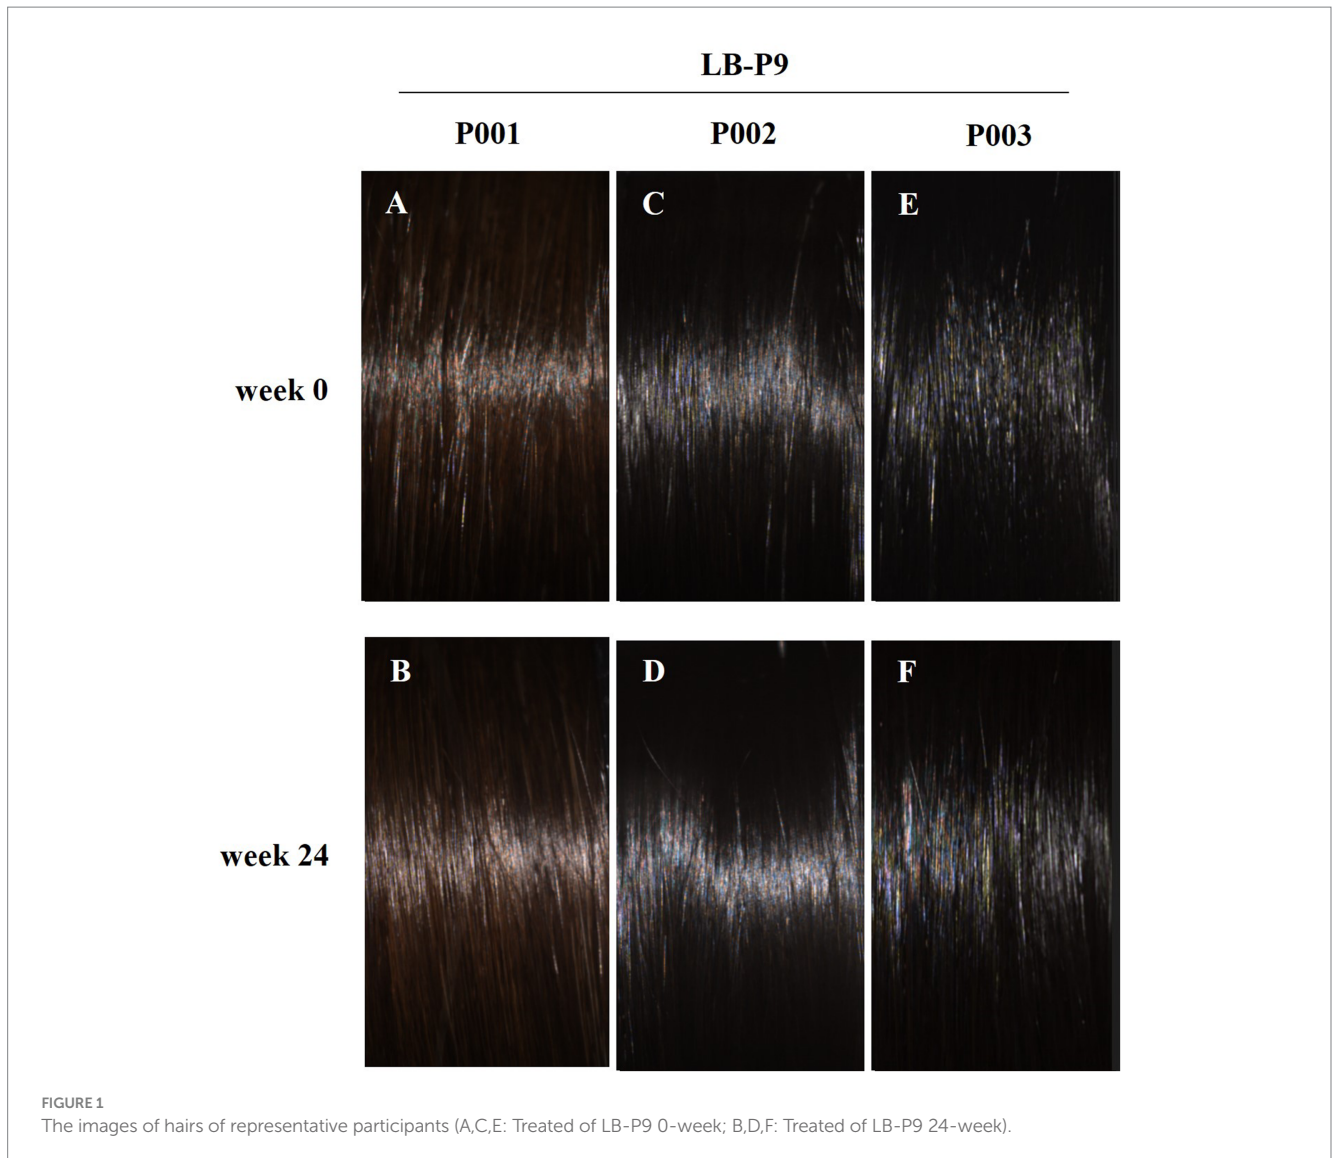 LB-P9
P001 P002 P003
A C E
week 0
B D F
week 24
FIGURE 1
The images of hairs of representative participants (A,C,E: Treated of LB-P9 0-week; B,D,F: Treated of LB-P9 24-week).